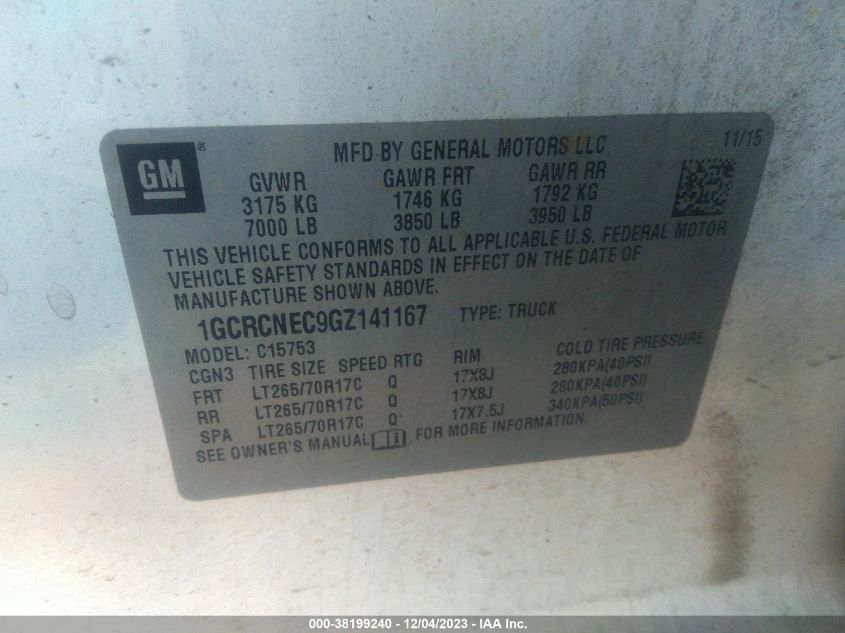 GM®
MFD BY GENERAL MOTORS LLC
11/15
GVWR GAWR FRT GAWR RR
3175 KG 1746 KG 1792 KG
7000 LB 3850 LB 3950 LB
THIS VEHICLE CONFORMS TO ALL APPLICABLE U.S. FEDERAL MOTOR
VEHICLE SAFETY STANDARDS IN EFFECT ON THE DATE OF
MANUFACTURE SHOWN ABOVE.
1GCRCNEC9GZ141167 TYPE: TRUCK
MODEL: C15753
CGN3 TIRE SIZE SPEED RTG RIM COLD TIRE PRESSURE
FRT LT265/70R17C Q 17X8J 280KPA(40PSI)
RR LT265/70R17C Q 17X8J 280KPA(40PSI)
SPA LT265/70R17C Q 17X7.5J 340KPA(50PSI)
SEE OWNER'S MANUAL i FOR MORE INFORMATION.
000-38199240 - 12/04/2023 - IAA Inc.